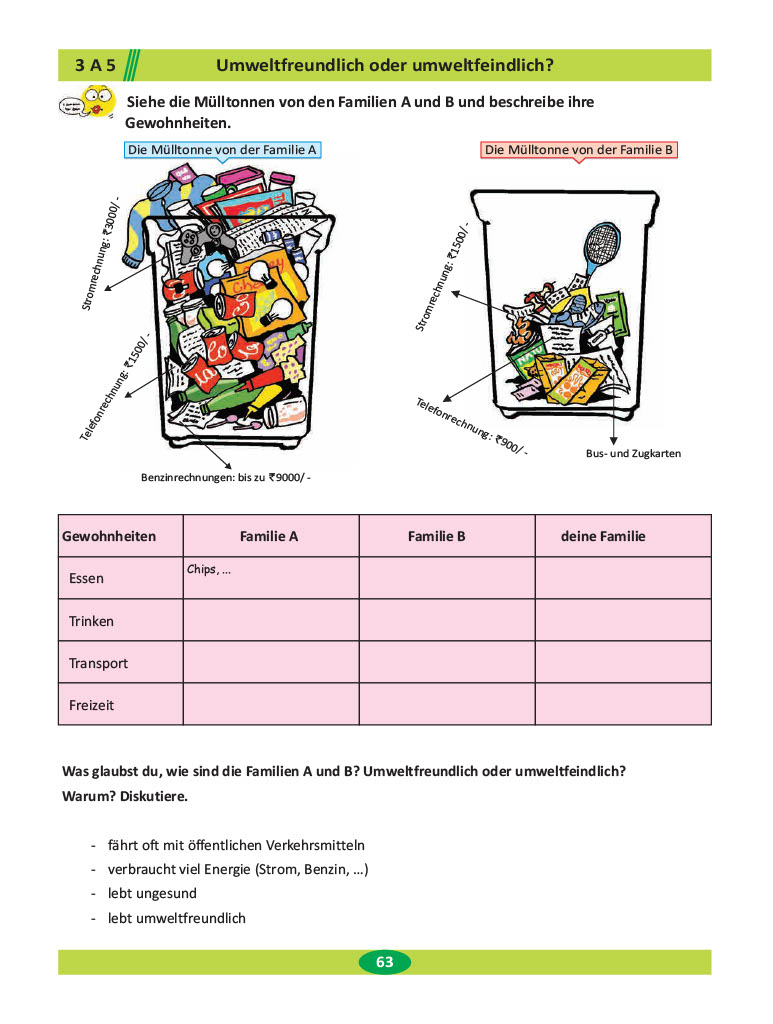 3 A 5
Umweltfreundlich oder umweltfeindlich?
Siehe die Mülltonnen von den Familien A und B und beschreibe ihre
Gewohnheiten.
Die Mülltonne von der Familie A
Die Mülltonne von der Familie B
Stromrechnung: ₹3000/ -
Telefonrechnung: ₹1500/ -
Benzinrechnungen: bis zu ₹9000/ -
Stromrechnung: ₹1500/ -
Telefonrechnung: ₹900/ -
Bus- und Zugkarten
Gewohnheiten Familie A Familie B deine Familie
Essen Chips, ...
Trinken
Transport
Freizeit
Was glaubst du, wie sind die Familien A und B? Umweltfreundlich oder umweltfeindlich?
Warum? Diskutiere.
- fährt oft mit öffentlichen Verkehrsmitteln
- verbraucht viel Energie (Strom, Benzin, ...)
- lebt ungesund
- lebt umweltfreundlich
63